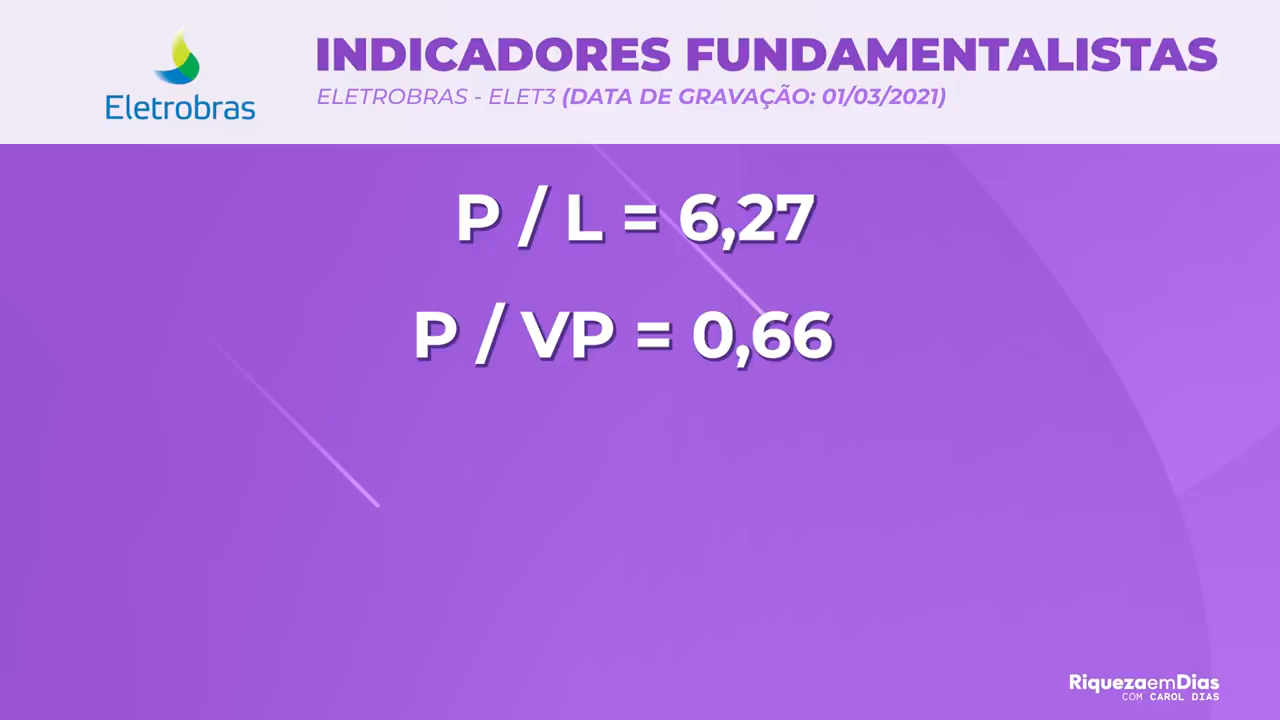 Eletrobras
INDICADORES FUNDAMENTALISTAS
ELETROBRAS - ELET3 (DATA DE GRAVAÇÃO: 01/03/2021)
P / L = 6,27
P / VP = 0,66
RiquezaemDias
COM CAROL DIAS